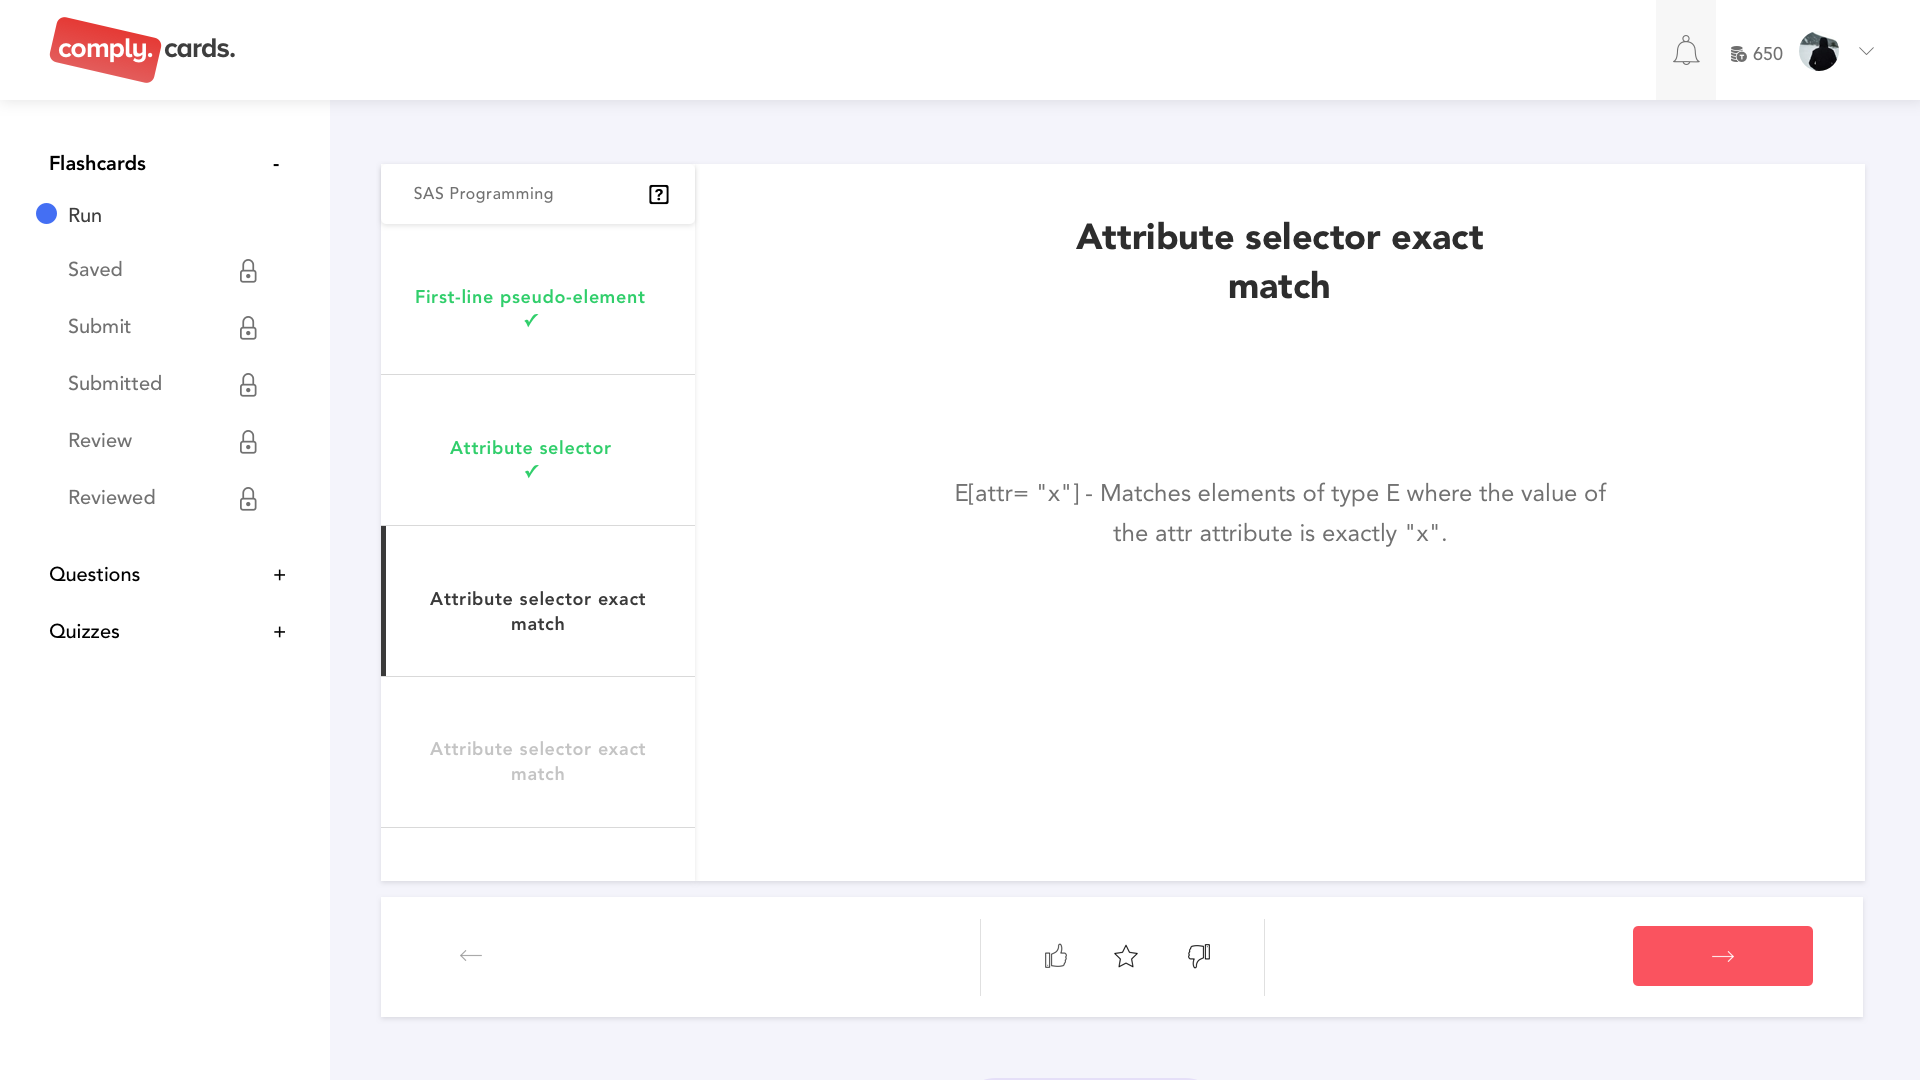 comply. cards.
650
Flashcards -
Run
Saved
Submit
Submitted
Review
Reviewed
Questions +
Quizzes +
SAS Programming
First-line pseudo-element
✓
Attribute selector
✓
Attribute selector exact
match
Attribute selector exact
match
Attribute selector exact
match
E[attr= "x"] - Matches elements of type E where the value of
the attr attribute is exactly "x".